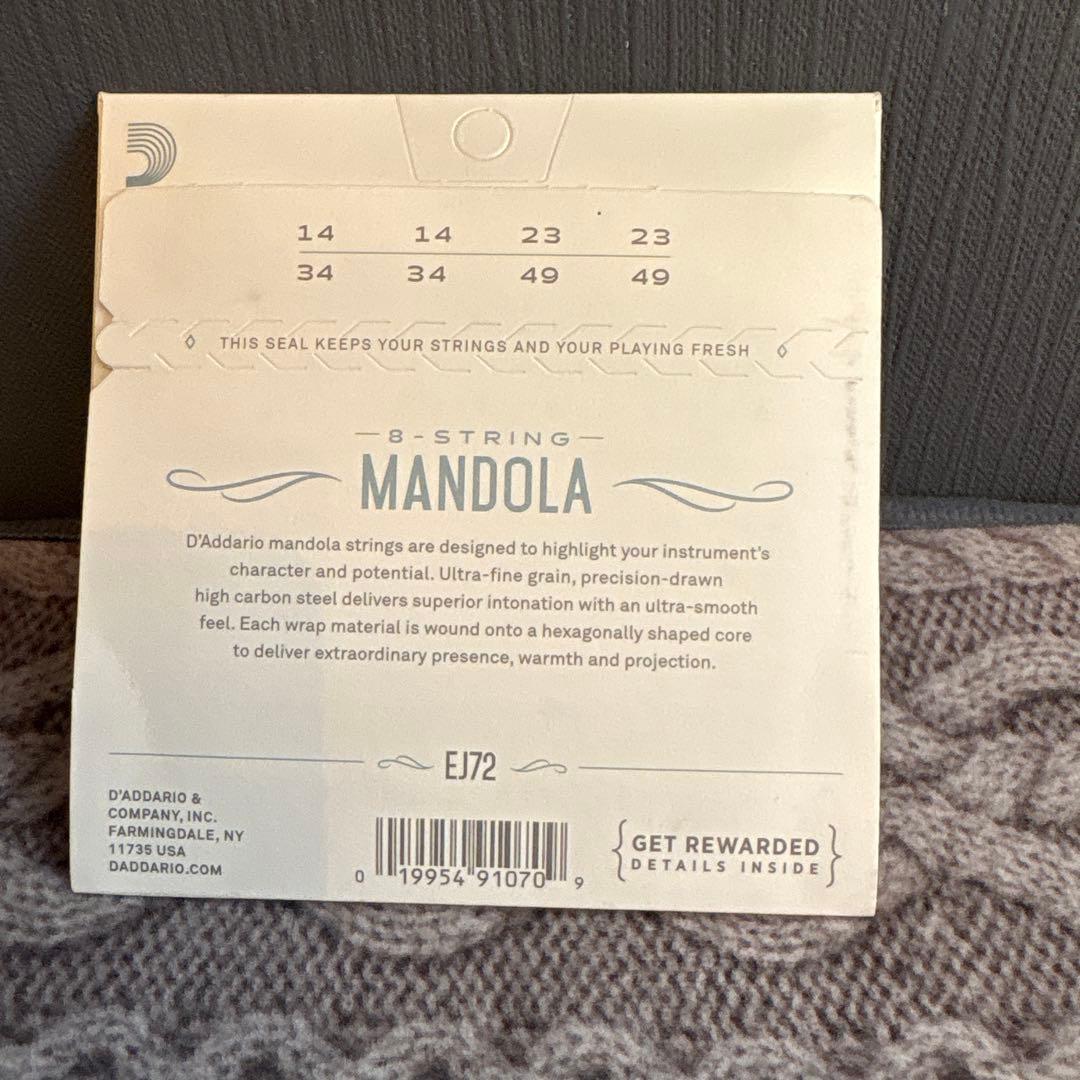 14 14 23 23
34 34 49 49
THIS SEAL KEEPS YOUR STRINGS AND YOUR PLAYING FRESH
8-STRING
MANDOLA
D'Addario mandola strings are designed to highlight your instrument's
character and potential. Ultra-fine grain, precision-drawn
high carbon steel delivers superior intonation with an ultra-smooth
feel. Each wrap material is wound onto a hexagonally shaped core
to deliver extraordinary presence, warmth and projection.
EJ72
D'ADDARIO &
COMPANY, INC.
FARMINGDALE, NY
11735 USA
DADDARIO.COM
0 19954 91070 9
{GET REWARDED
DETAILS INSIDE}